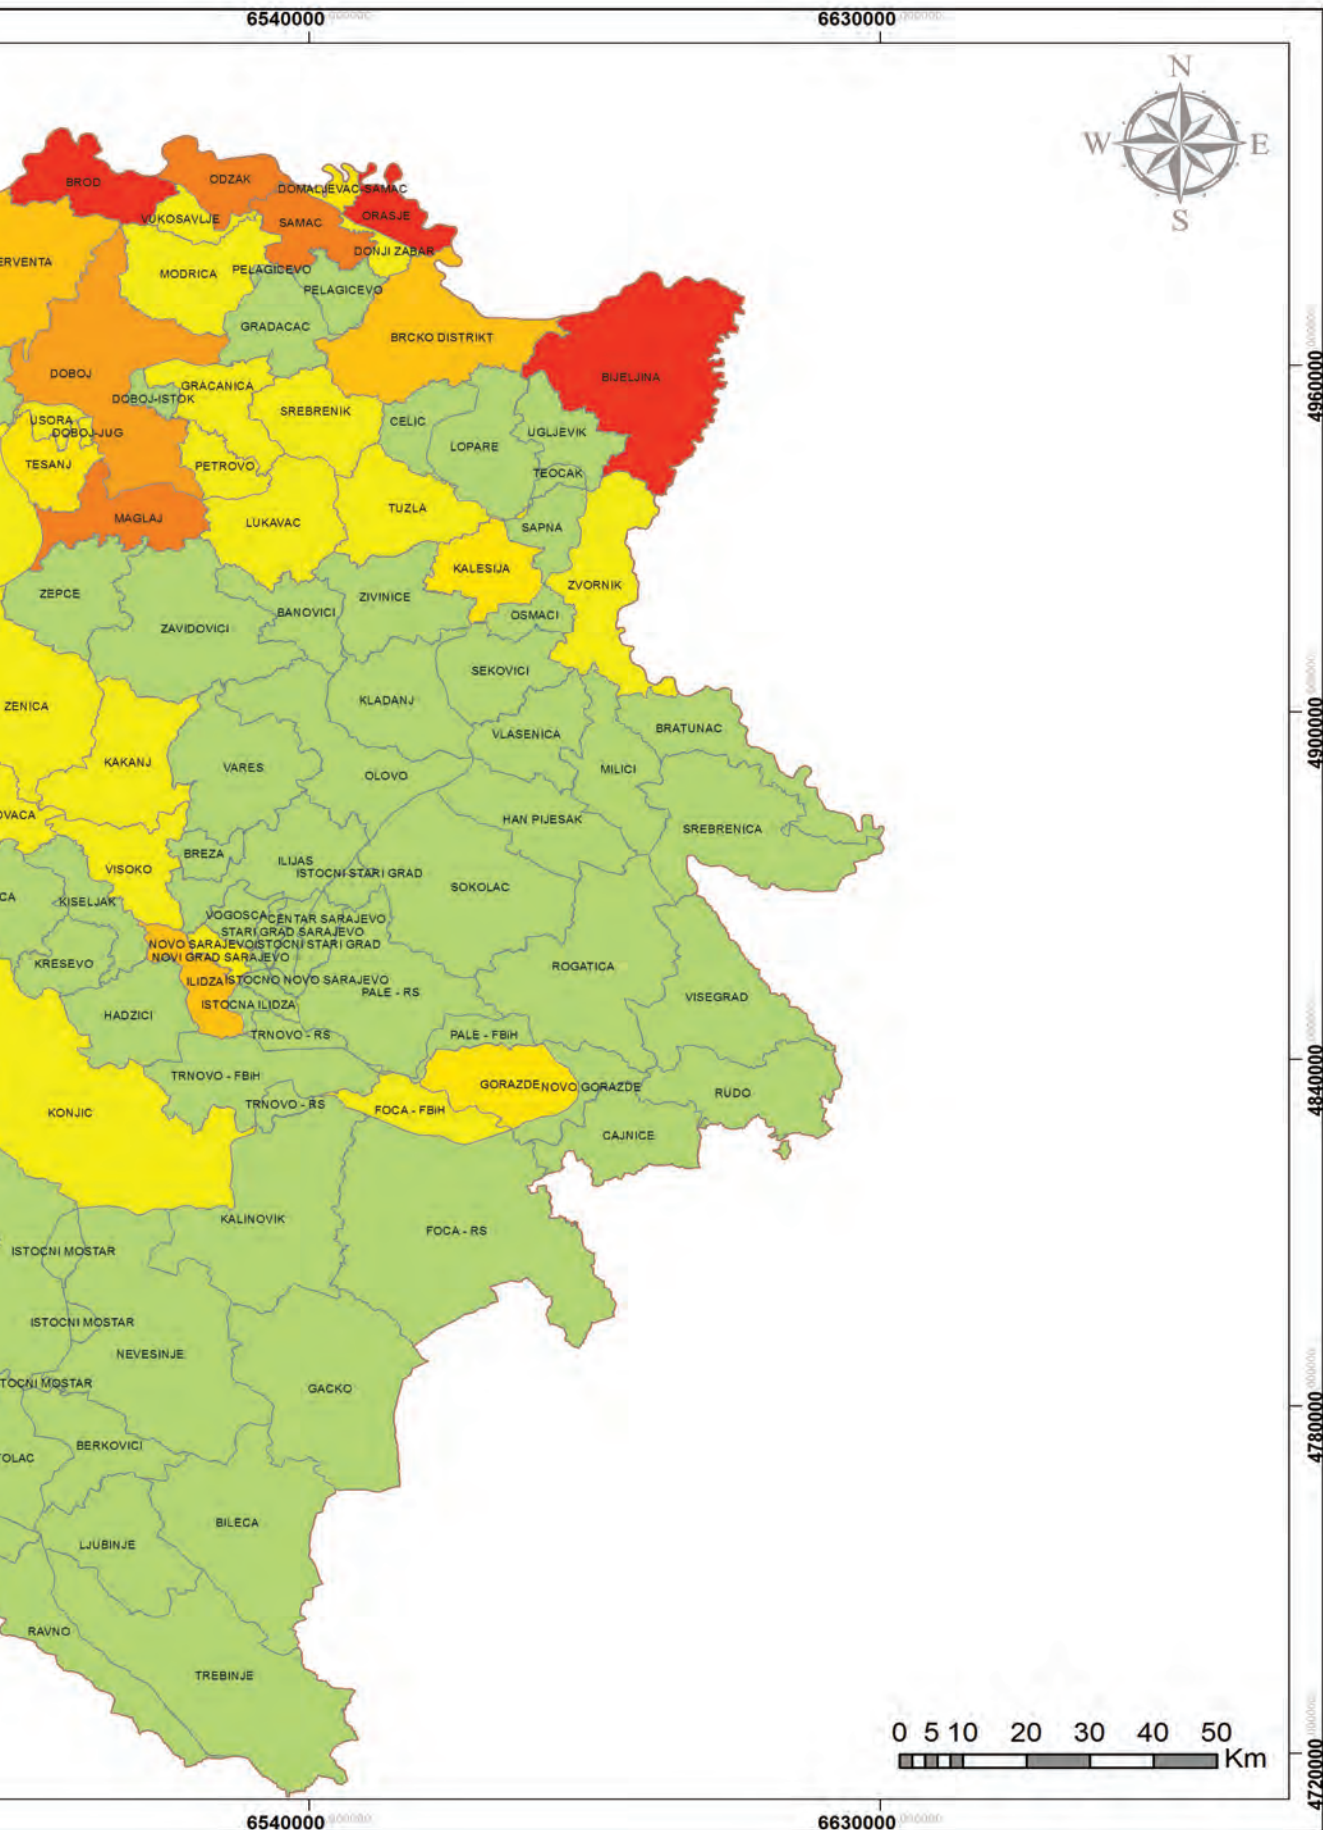 6540000 6630000
N
W E
S
BROD
ODZAK
DOMALJEVAC-SAMAC
VUKOSAVLJE
SAMAC
ORASJE
ERVENTA
DONJI ZABAR
MODRICA
PELAGICEVO
PELAGICEVO
GRADACAC
BRCKO DISTRIKT
4960000
DOBOJ
BIJELJINA
GRACANICA
DOBOJ-ISTOK
SREBRENIK
USORA
CELIC
DOBOJ-JUG
UGLJEVIK
LOPARE
TESANJ
PETROVO
TEOCAK
TUZLA
MAGLAJ
LUKAVAC
SAPNA
KALESIJA
ZVORNIK
ZEPCE
ZIVINICE
BANOVICI
OSMACI
ZAVIDOVICI
SEKOVICI
KLADANJ
ZENICA
4900000
BRATUNAC
VLASENICA
KAKANJ
VARES
MILICI
OLOVO
OVACA
HAN PIJESAK
SREBRENICA
BREZA
ILIJAS
VISOKO
ISTOCNI STARI GRAD
SOKOLAC
CA
KISELJAK
VOGOSCA
CENTAR SARAJEVO
STARI GRAD SARAJEVO
NOVO SARAJEVO
ISTOCNI STARI GRAD
NOVI GRAD SARAJEVO
KRESEVO
ROGATICA
ILIDZA
ISTOCNO NOVO SARAJEVO
PALE - RS
VISEGRAD
ISTOCNA ILIDZA
HADZICI
TRNOVO - RS
PALE - FBiH
4840000
TRNOVO - FBiH
GORAZDE
NOVO GORAZDE
RUDO
TRNOVO - RS
FOCA - FBiH
KONJIC
CAJNICE
KALINOVIK
FOCA - RS
ISTOCNI MOSTAR
ISTOCNI MOSTAR
NEVESINJE
TOCNI MOSTAR
GACKO
4780000
BERKOVICI
TOLAC
BILECA
LJUBINJE
RAVNO
TREBINJE
0 5 10 20 30 40 50
Km
4720000
6540000 6630000